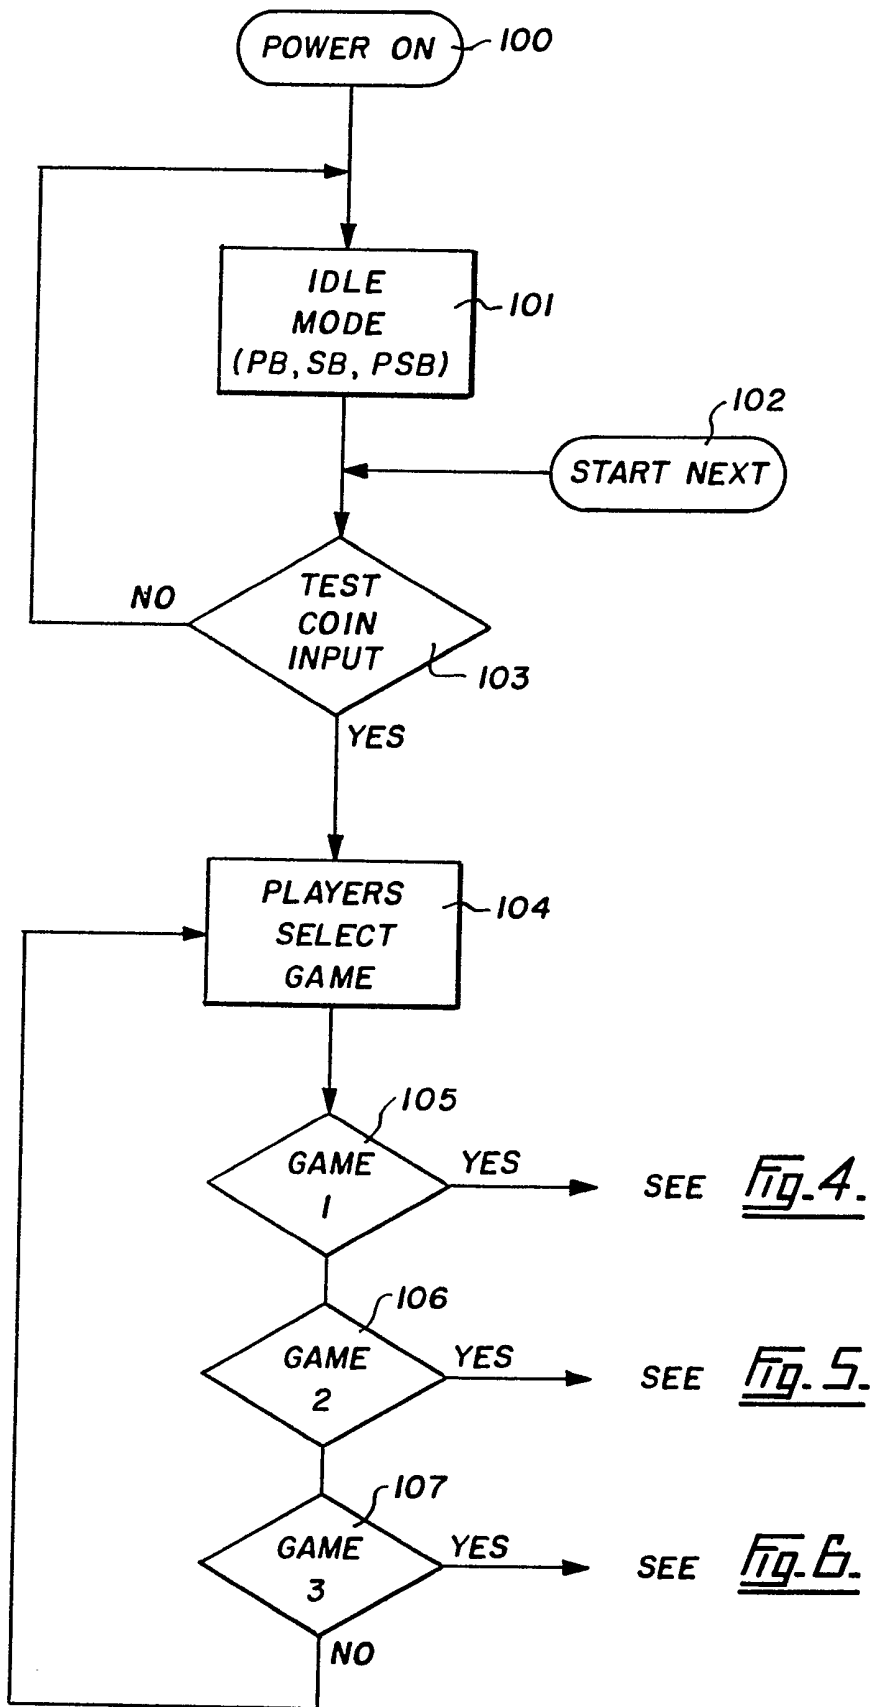 POWER ON 100
IDLE
MODE
(PB, SB, PSB)
101
102
START NEXT
TEST
COIN
INPUT
NO
103
YES
PLAYERS
SELECT
GAME
104
105
GAME
1
YES
SEE Fig. 4.
106
GAME
2
YES
SEE Fig. 5.
107
GAME
3
YES
SEE Fig. 6.
NO